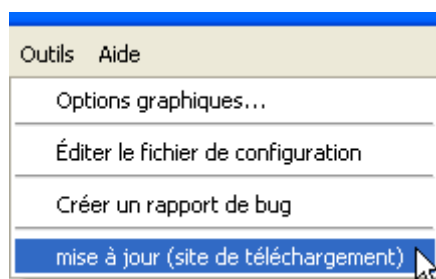 Outils Aide
Options graphiques...
Éditer le fichier de configuration
Créer un rapport de bug
mise à jour (site de téléchargement)